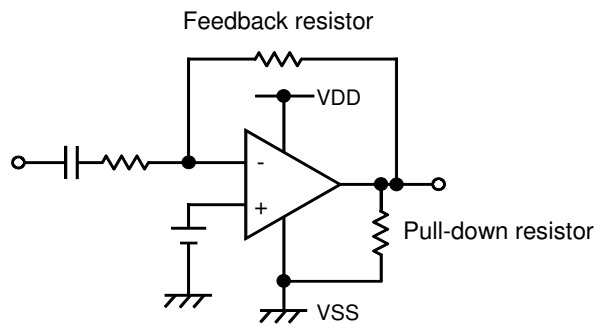 Feedback resistor
VDD
-
+
Pull-down resistor
VSS